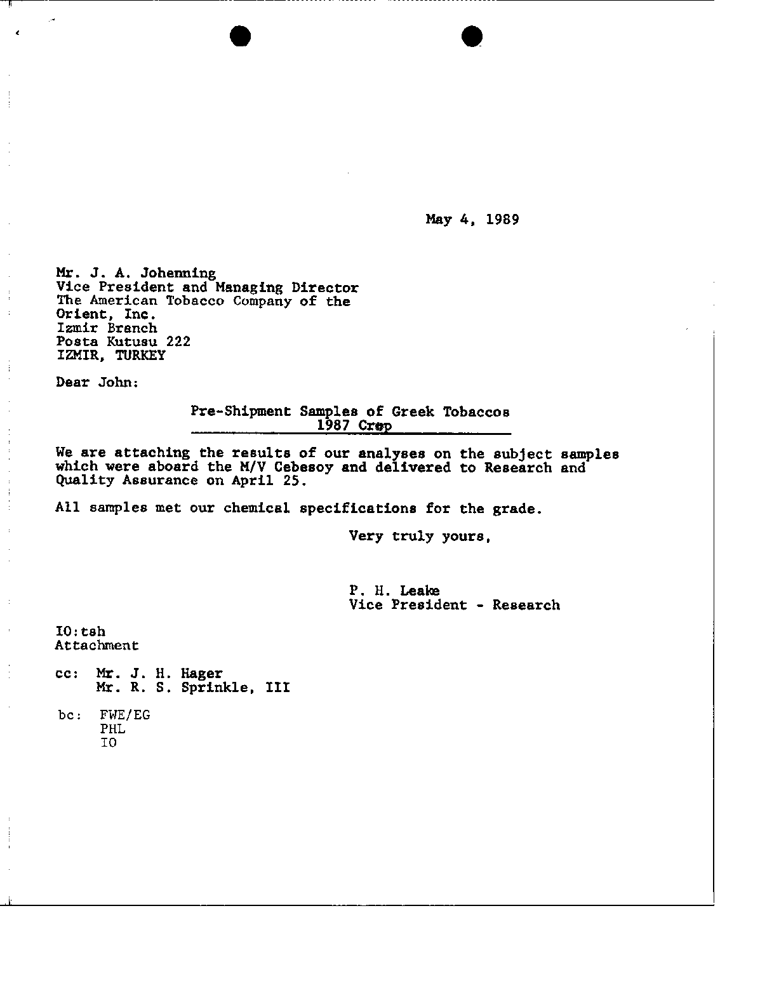 May 4, 1989
Mr. J. A. Johenning
Vice President and Managing Director
The American Tobacco Company of the
Orient, Inc.
Izmir Branch
Posta Kutusu 222
IZMIR, TURKEY
Dear John:
Pre-Shipment Samples of Greek Tobaccos
1987 Crop
We are attaching the results of our analyses on the subject samples
which were aboard the M/V Cebesoy and delivered to Research and
Quality Assurance on April 25.
All samples met our chemical specifications for the grade.
Very truly yours,
P. H. Leake
Vice President - Research
IO:tsh
Attachment
cc: Mr. J. H. Hager
Mr. R. S. Sprinkle, III
bc: FWE/EG
PHL
IO